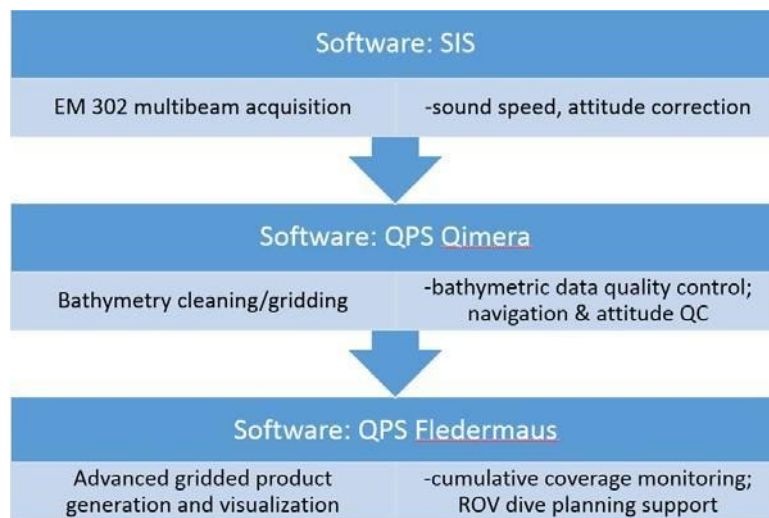 Software: SIS
EM 302 multibeam acquisition
-sound speed, attitude correction
Software: QPS Qimera
Bathymetry cleaning/gridding
-bathymetric data quality control;
navigation & attitude QC
Software: QPS Fledermaus
Advanced gridded product
generation and visualization
-cumulative coverage monitoring;
ROV dive planning support